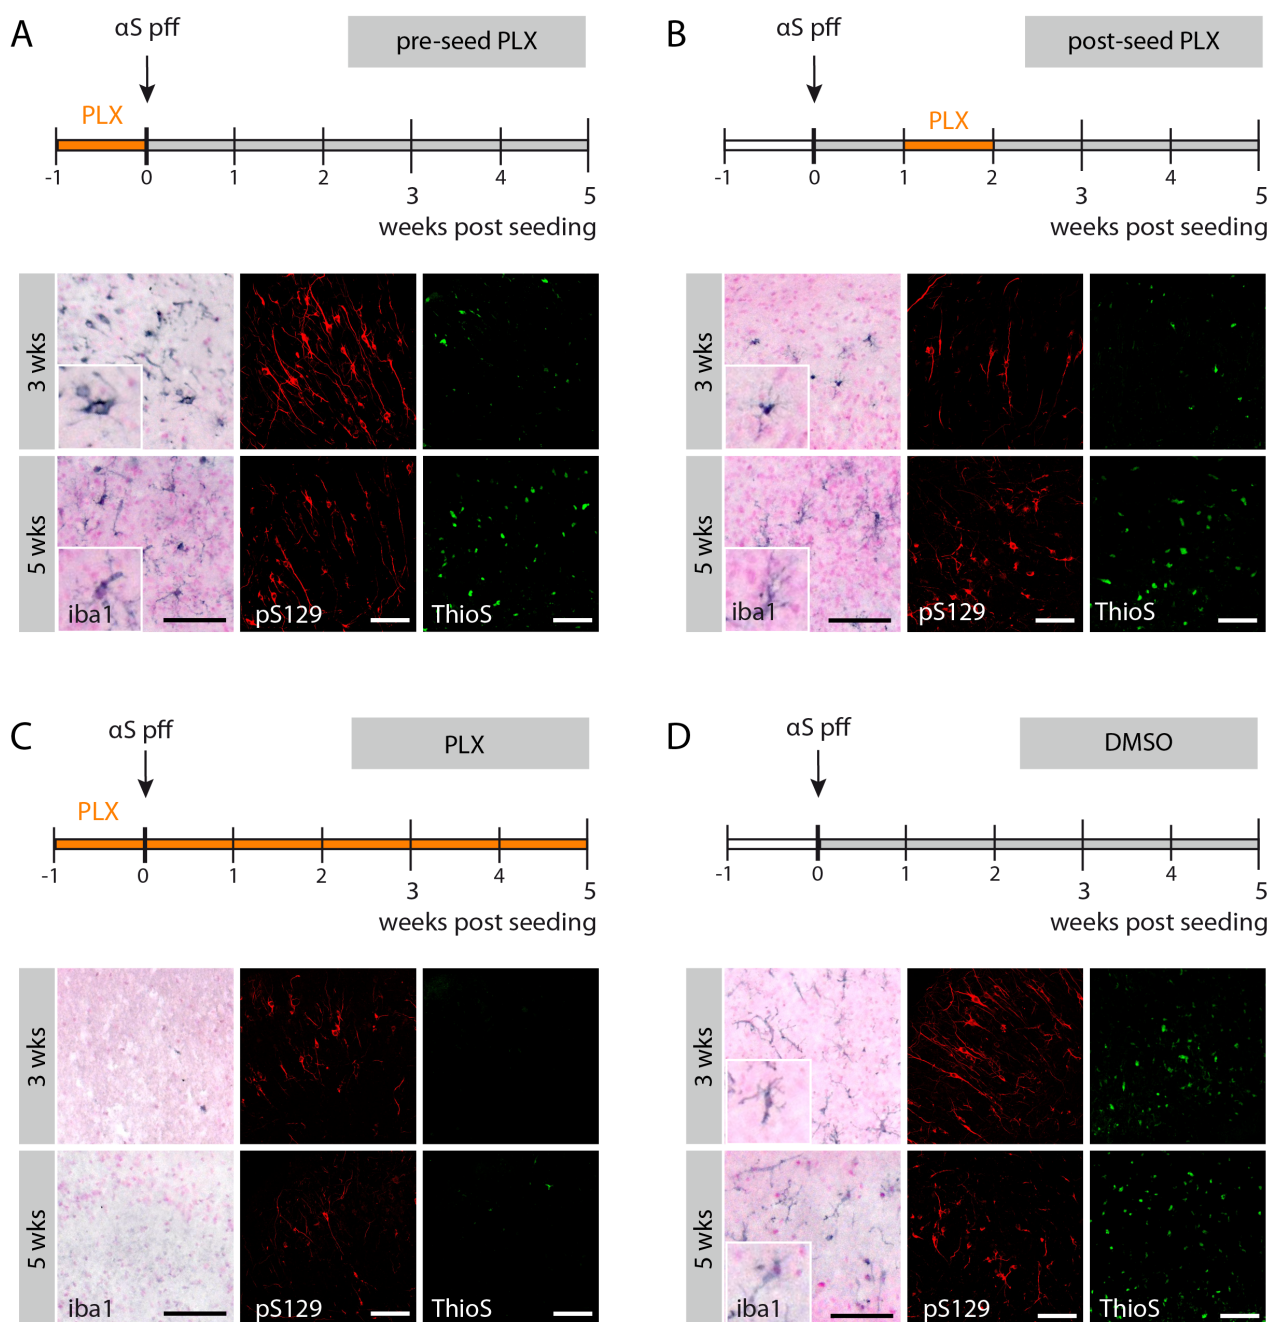 A
αS pff
pre-seed PLX
PLX
-1 0 1 2 3 4 5
weeks post seeding
3 wks
5 wks
iba1
pS129
ThioS
B
αS pff
post-seed PLX
PLX
-1 0 1 2 3 4 5
weeks post seeding
3 wks
5 wks
iba1
pS129
ThioS
C
αS pff
PLX
PLX
-1 0 1 2 3 4 5
weeks post seeding
3 wks
5 wks
iba1
pS129
ThioS
D
αS pff
DMSO
-1 0 1 2 3 4 5
weeks post seeding
3 wks
5 wks
iba1
pS129
ThioS